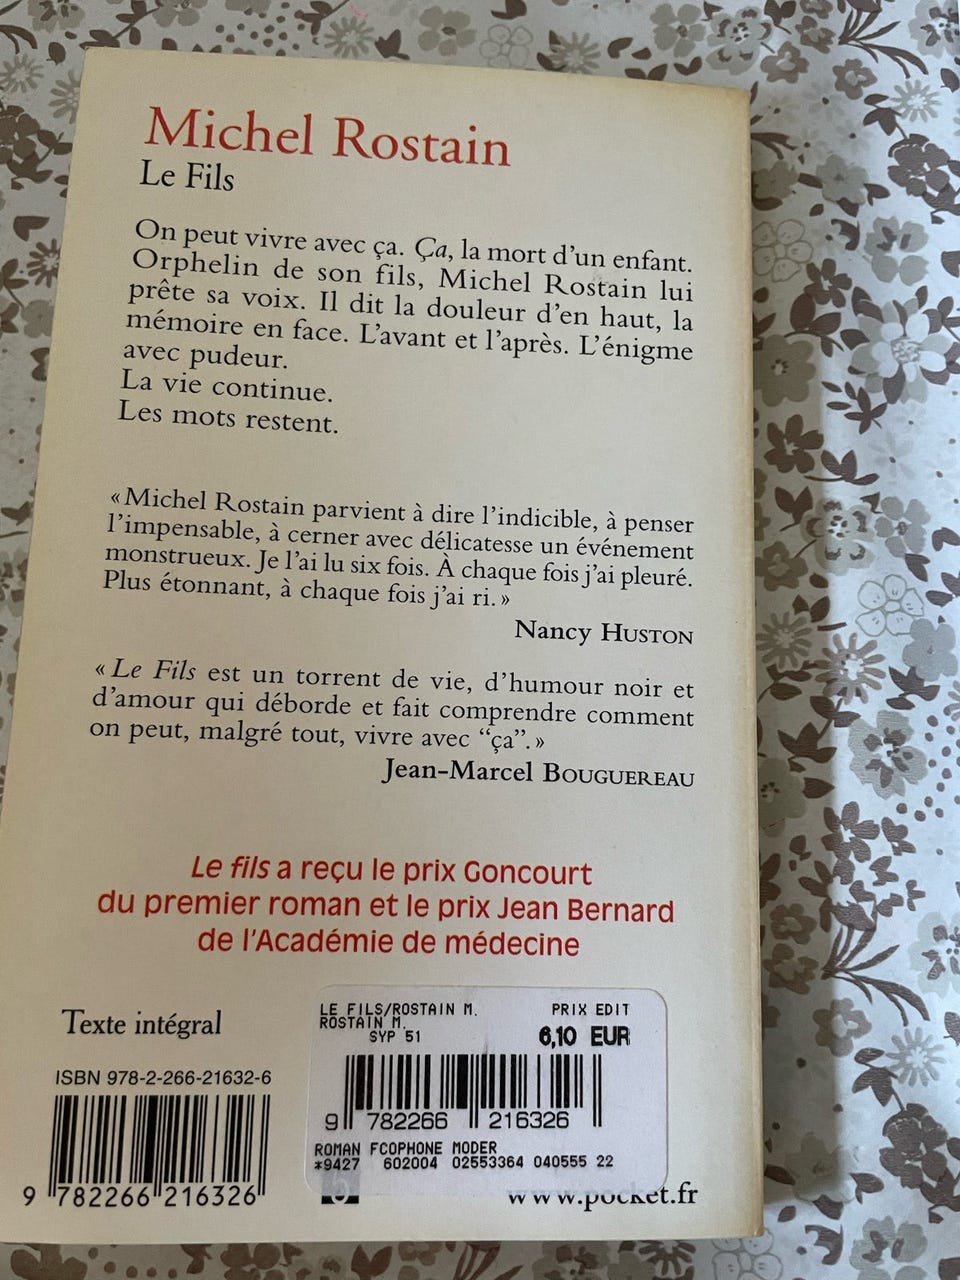 Michel Rostain
Le Fils
On peut vivre avec ça. Ça, la mort d'un enfant.
Orphelin de son fils, Michel Rostain lui
prête sa voix. Il dit la douleur d'en haut, la
mémoire en face. L'avant et l'après. L'énigme
avec pudeur.
La vie continue.
Les mots restent.
« Michel Rostain parvient à dire l'indicible, à penser
l'impensable, à cerner avec délicatesse un événement
monstrueux. Je l'ai lu six fois. À chaque fois j'ai pleuré.
Plus étonnant, à chaque fois j'ai ri. »
Nancy HUSTON
« Le Fils est un torrent de vie, d'humour noir et
d'amour qui déborde et fait comprendre comment
on peut, malgré tout, vivre avec “ça”. »
Jean-Marcel BOUGUEREAU
Le fils a reçu le prix Goncourt
du premier roman et le prix Jean Bernard
de l'Académie de médecine
Texte intégral
ISBN 978-2-266-21632-6
9 782266 216326
LE FILS/ROSTAIN M. PRIX EDIT
ROSTAIN M.
SYP 51 6,10 EUR
9 782266 216326
ROMAN FCOPHONE MODER
*9427 602004 02553364 040555 22
www.pocket.fr